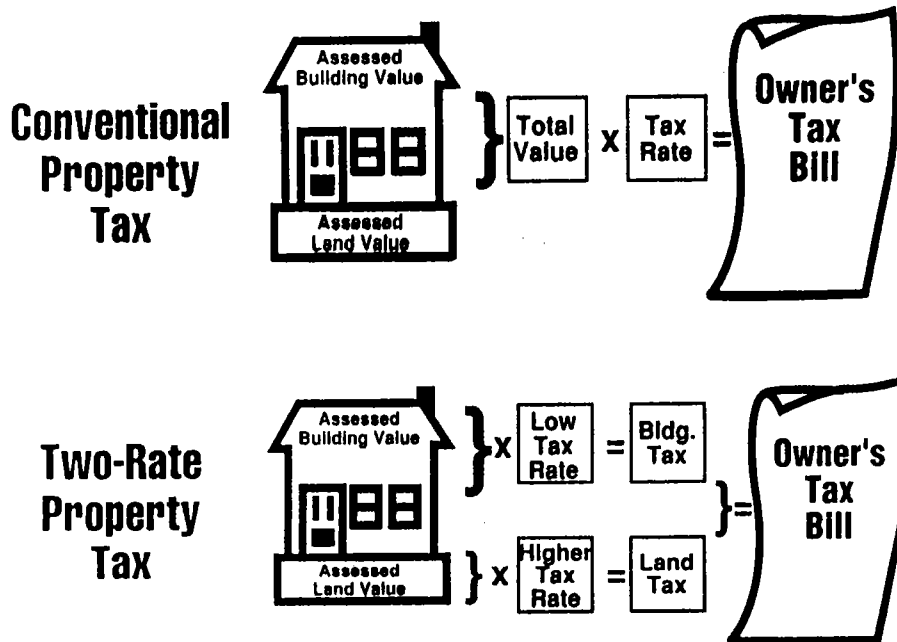 Conventional
Property
Tax
Assessed
Building Value
Assessed
Land Value
}
Total
Value
x
Tax
Rate
=
Owner's
Tax
Bill
Two-Rate
Property
Tax
Assessed
Building Value
}
x
Low
Tax
Rate
=
Bldg.
Tax
Assessed
Land Value
}
x
Higher
Tax
Rate
=
Land
Tax
}
=
Owner's
Tax
Bill